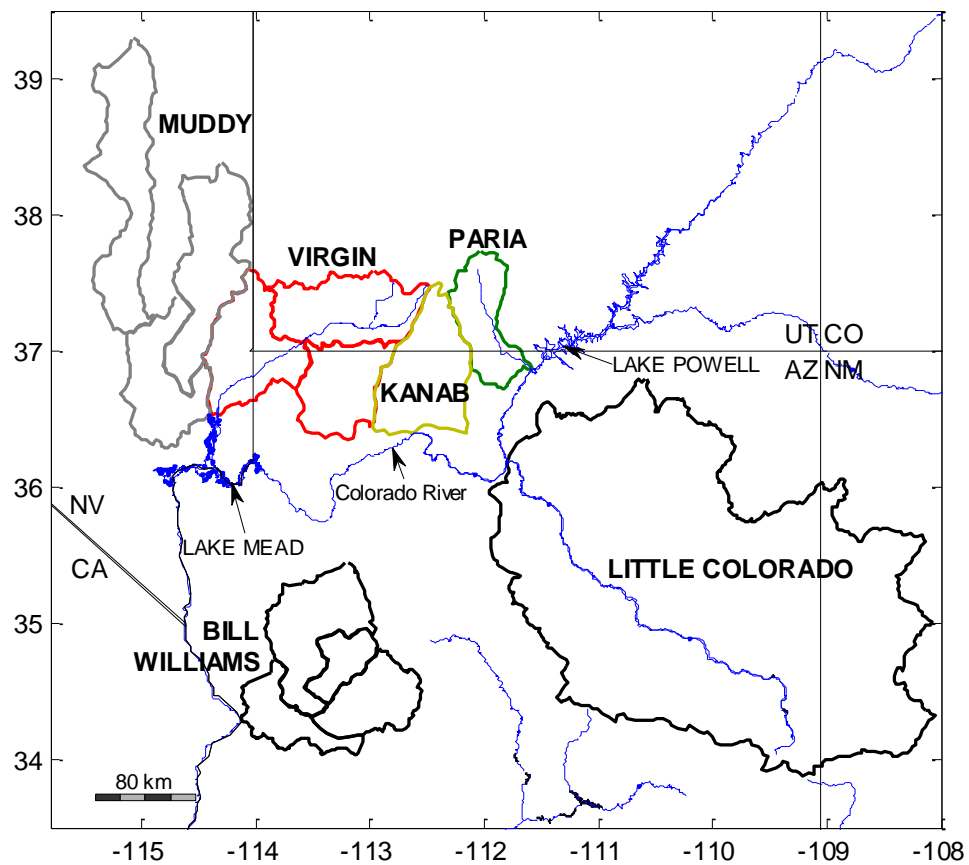 39
MUDDY
38
VIRGIN
PARIA
37
UT CO
LAKE POWELL
AZ NM
KANAB
36
Colorado River
NV
LAKE MEAD
CA
LITTLE COLORADO
35
BILL
WILLIAMS
34
80 km
-115
-114
-113
-112
-111
-110
-109
-108